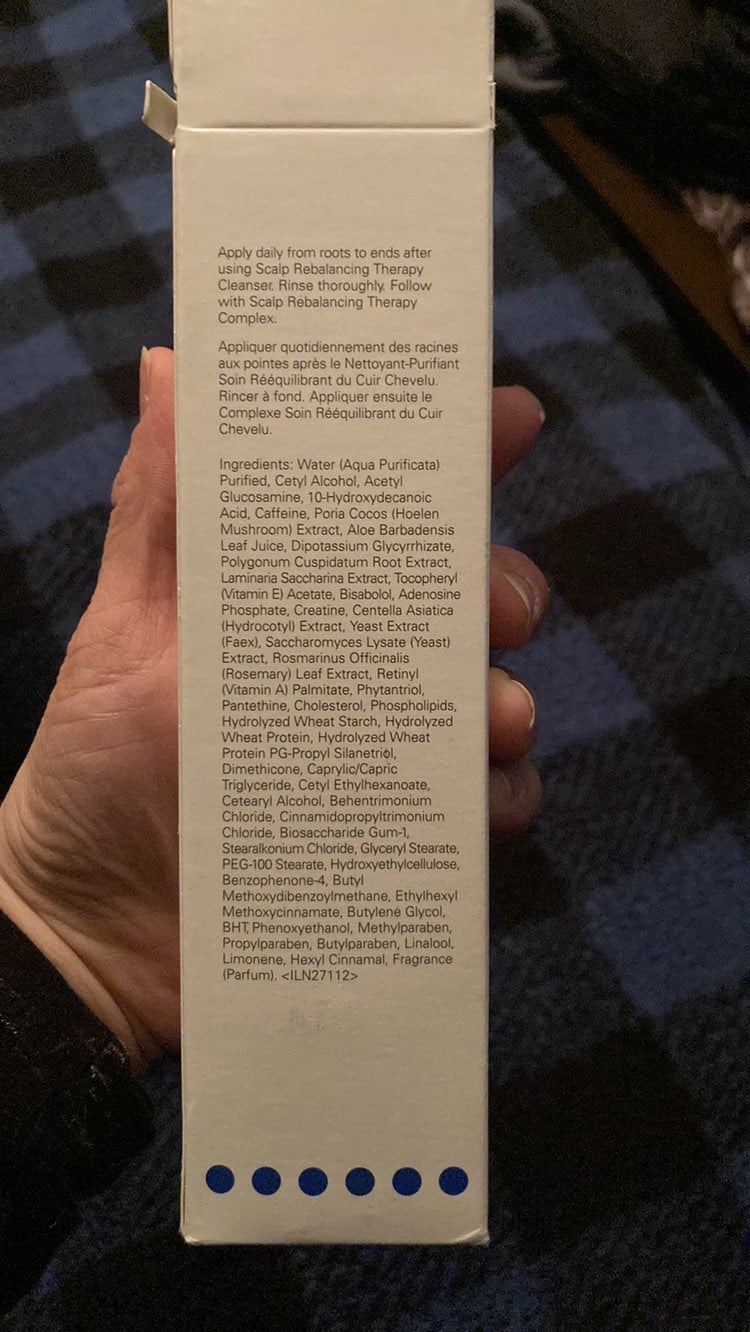 Apply daily from roots to ends after
using Scalp Rebalancing Therapy
Cleanser. Rinse thoroughly. Follow
with Scalp Rebalancing Therapy
Complex.
Appliquer quotidiennement des racines
aux pointes après le Nettoyant-Purifiant
Soin Rééquilibrant du Cuir Chevelu.
Rincer à fond. Appliquer ensuite le
Complexe Soin Rééquilibrant du Cuir
Chevelu.
Ingredients: Water (Aqua Purificata)
Purified, Cetyl Alcohol, Acetyl
Glucosamine, 10-Hydroxydecanoic
Acid, Caffeine, Poria Cocos (Hoelen
Mushroom) Extract, Aloe Barbadensis
Leaf Juice, Dipotassium Glycyrrhizate,
Polygonum Cuspidatum Root Extract,
Laminaria Saccharina Extract, Tocopheryl
(Vitamin E) Acetate, Bisabolol, Adenosine
Phosphate, Creatine, Centella Asiatica
(Hydrocotyl) Extract, Yeast Extract
(Faex), Saccharomyces Lysate (Yeast)
Extract, Rosmarinus Officinalis
(Rosemary) Leaf Extract, Retinyl
(Vitamin A) Palmitate, Phytantriol,
Pantethine, Cholesterol, Phospholipids,
Hydrolyzed Wheat Starch, Hydrolyzed
Wheat Protein, Hydrolyzed Wheat
Protein PG-Propyl Silanetriol,
Dimethicone, Caprylic/Capric
Triglyceride, Cetyl Ethylhexanoate,
Cetearyl Alcohol, Behentrimonium
Chloride, Cinnamidopropyltrimonium
Chloride, Biosaccharide Gum-1,
Stearalkonium Chloride, Glyceryl Stearate,
PEG-100 Stearate, Hydroxyethylcellulose,
Benzophenone-4, Butyl
Methoxydibenzoylmethane, Ethylhexyl
Methoxycinnamate, Butylene Glycol,
BHT, Phenoxyethanol, Methylparaben,
Propylparaben, Butylparaben, Linalool,
Limonene, Hexyl Cinnamal, Fragrance
(Parfum). <ILN27112>